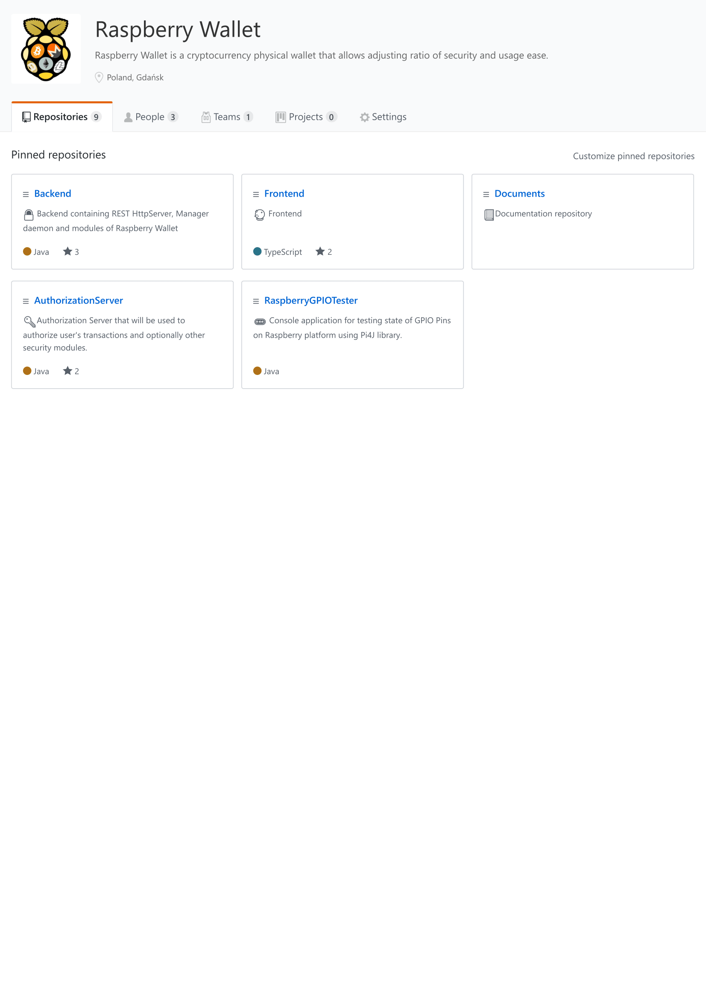 Raspberry Wallet
Raspberry Wallet is a cryptocurrency physical wallet that allows adjusting ratio of security and usage ease.
Poland, Gdańsk
Repositories 9 People 3 Teams 1 Projects 0 Settings
Pinned repositories
Customize pinned repositories
Backend
Backend containing REST HttpServer, Manager
daemon and modules of Raspberry Wallet
Java 3
Frontend
Frontend
TypeScript 2
Documents
Documentation repository
AuthorizationServer
Authorization Server that will be used to
authorize user's transactions and optionally other
security modules.
Java 2
RaspberryGPIOTester
Console application for testing state of GPIO Pins
on Raspberry platform using Pi4J library.
Java